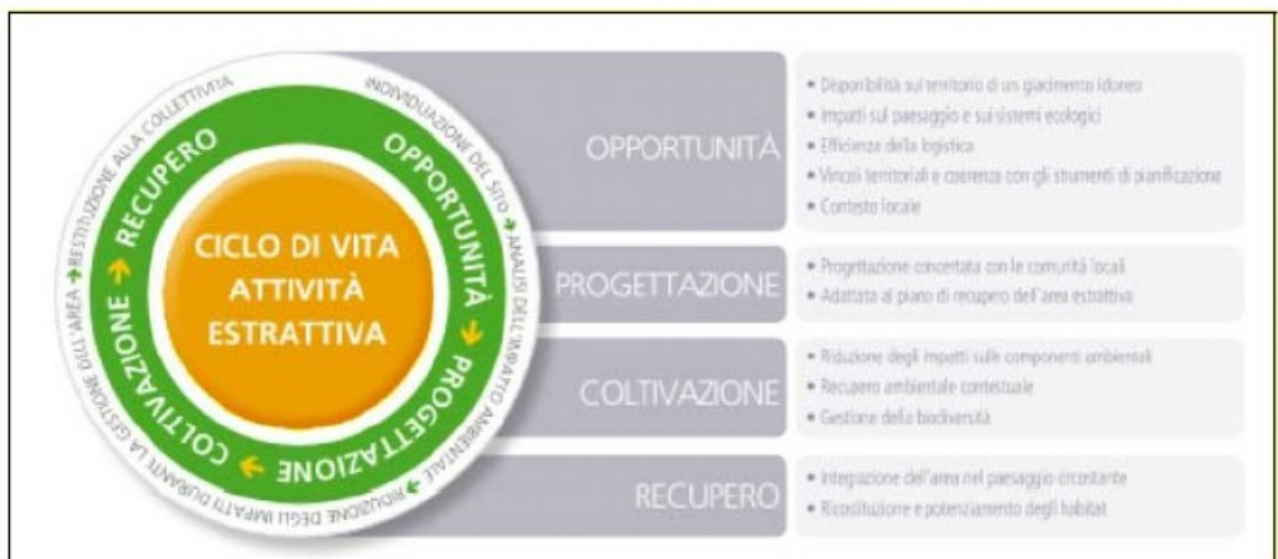 INDIVIDUAZIONE DEL SITO → ANALISI DELL'IMPATTO AMBIENTALE → RIDUZIONE DEGLI IMPATTI DURANTE LA GESTIONE DELL'AREA → RESTITUZIONE ALLA COLLETTIVITÀ
OPPORTUNITÀ → PROGETTAZIONE → COLTIVAZIONE → RECUPERO
CICLO DI VITA
ATTIVITÀ
ESTRATTIVA
OPPORTUNITÀ
• Disponibilità sul territorio di un giacimento idoneo
• Impatti sul paesaggio e sui sistemi ecologici
• Efficienza della logistica
• Vincoli territoriali e coerenza con gli strumenti di pianificazione
• Contesto locale
PROGETTAZIONE
• Progettazione concertata con le comunità locali
• Adattata al piano di recupero dell'area estrattiva
COLTIVAZIONE
• Riduzione degli impatti sulle componenti ambientali
• Recupero ambientale contestuale
• Gestione della biodiversità
RECUPERO
• Integrazione dell'area nel paesaggio circostante
• Ricostituzione e potenziamento degli habitat